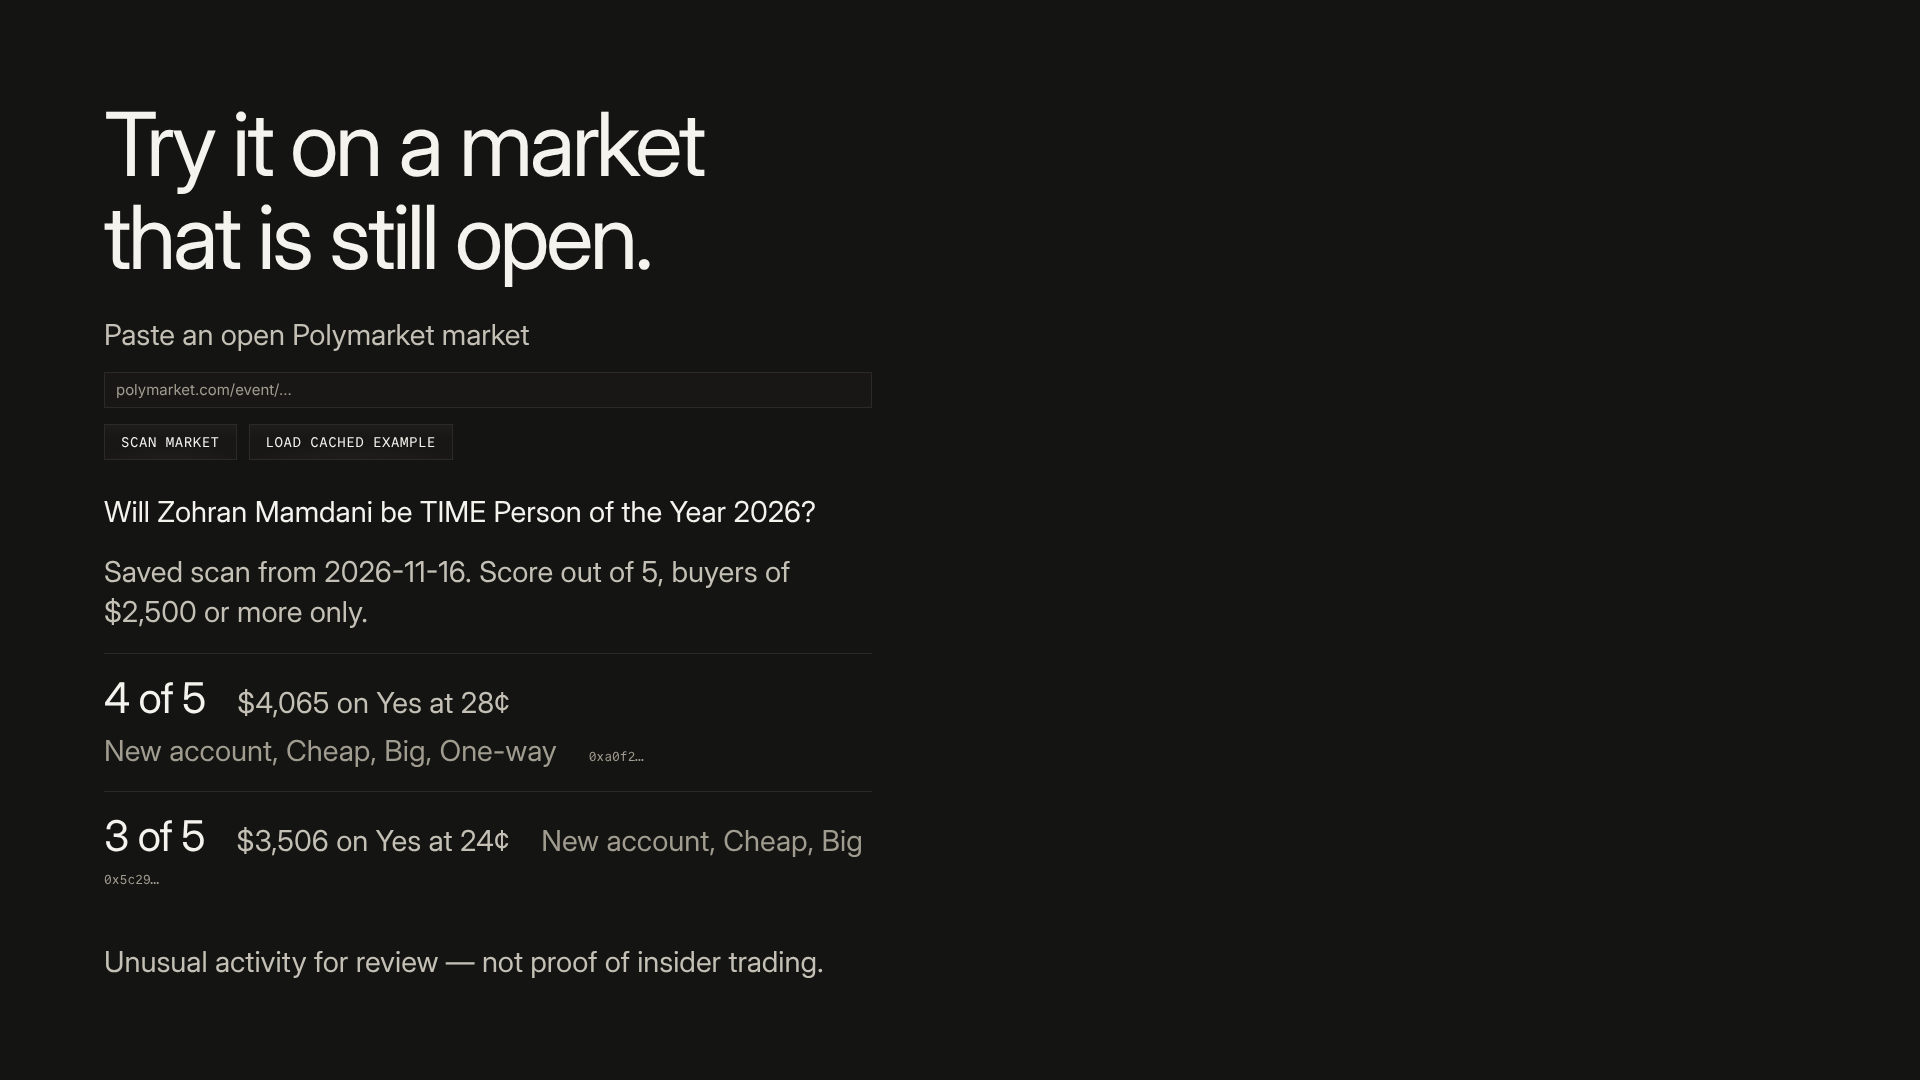 Try it on a market
that is still open.
Paste an open Polymarket market
polymarket.com/event/...
SCAN MARKET LOAD CACHED EXAMPLE
Will Zohran Mamdani be TIME Person of the Year 2026?
Saved scan from 2026-11-16. Score out of 5, buyers of
$2,500 or more only.
4 of 5 $4,065 on Yes at 28¢
New account, Cheap, Big, One-way 0xa0f2…
3 of 5 $3,506 on Yes at 24¢ New account, Cheap, Big
0x5c29…
Unusual activity for review — not proof of insider trading.